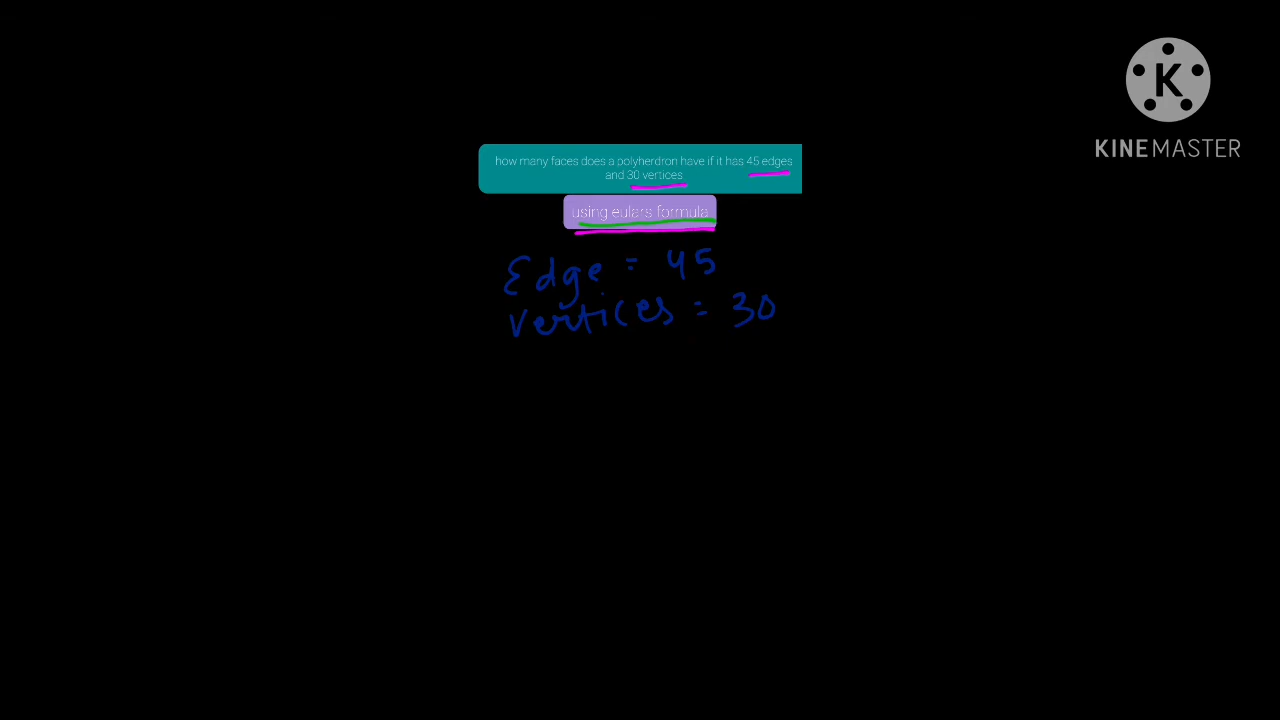 K
KINEMASTER
how many faces does a polyherdron have if it has 45 edges
and 30 vertices
using eulars formula
Edge = 45
Vertices = 30